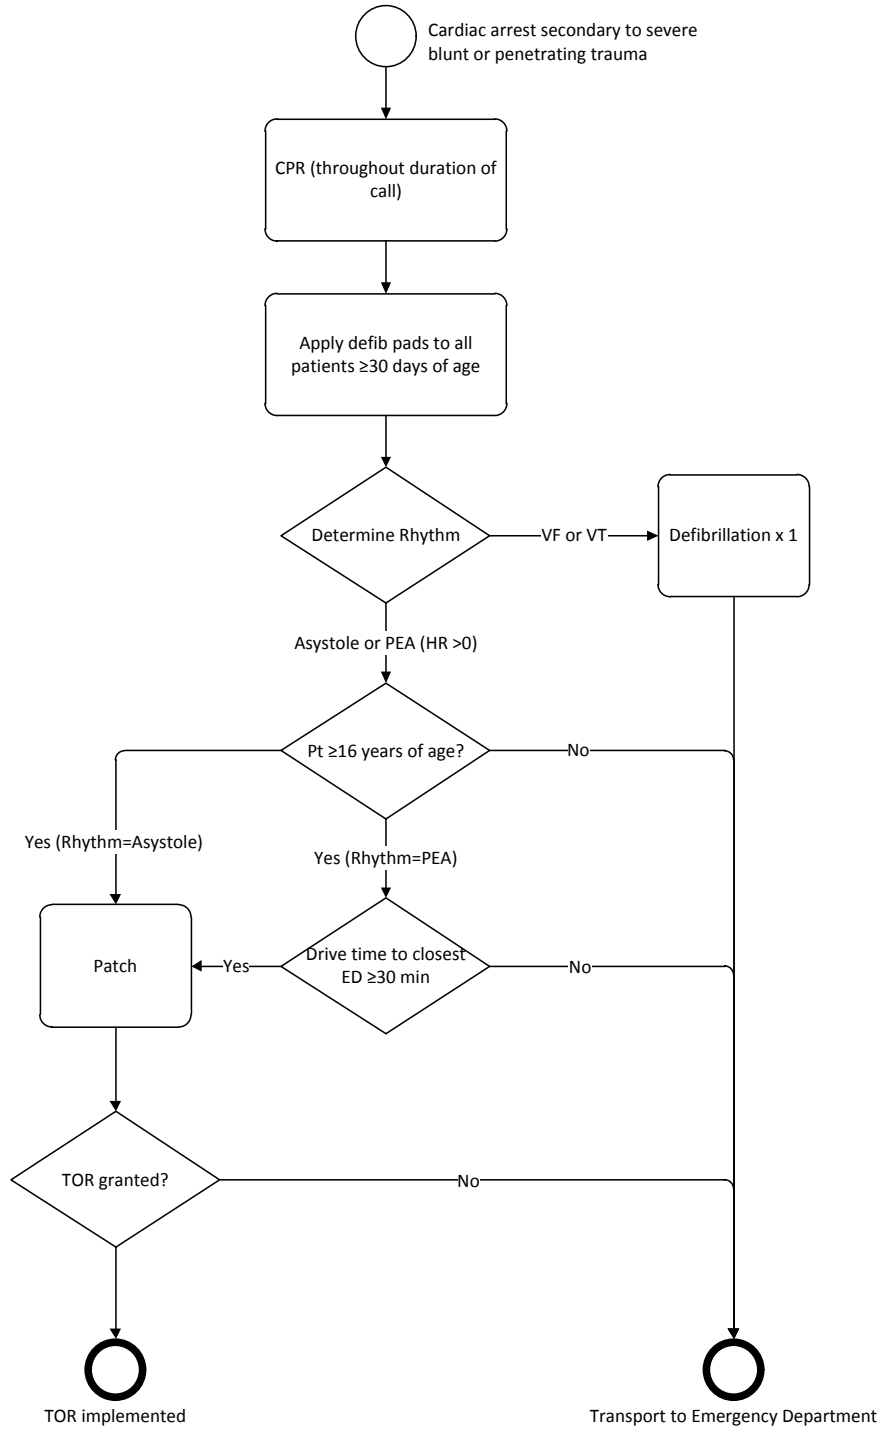 Cardiac arrest secondary to severe
blunt or penetrating trauma
CPR (throughout duration of
call)
Apply defib pads to all
patients ≥30 days of age
Determine Rhythm
VF or VT
Defibrillation x 1
Asystole or PEA (HR >0)
Pt ≥16 years of age?
No
Yes (Rhythm=Asystole)
Yes (Rhythm=PEA)
Patch
Yes
Drive time to closest
ED ≥30 min
No
TOR granted?
No
TOR implemented
Transport to Emergency Department